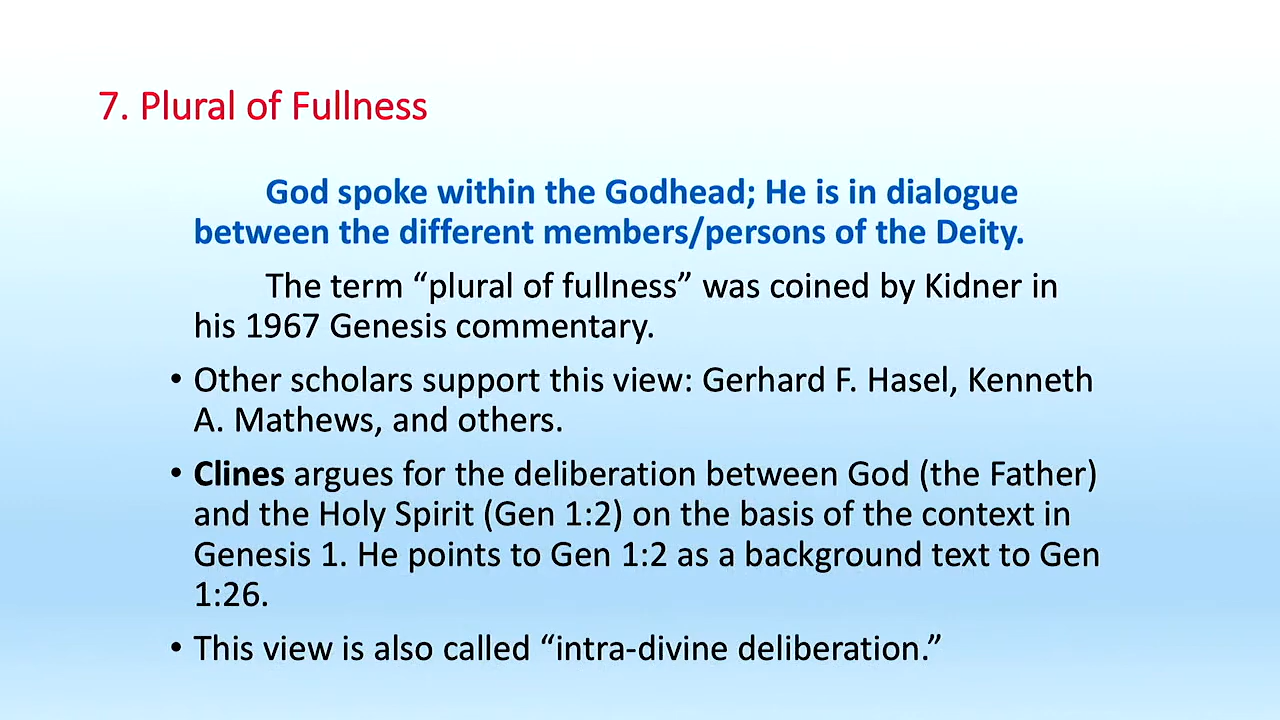 7. Plural of Fullness
God spoke within the Godhead; He is in dialogue
between the different members/persons of the Deity.
The term “plural of fullness” was coined by Kidner in
his 1967 Genesis commentary.
• Other scholars support this view: Gerhard F. Hasel, Kenneth
A. Mathews, and others.
• Clines argues for the deliberation between God (the Father)
and the Holy Spirit (Gen 1:2) on the basis of the context in
Genesis 1. He points to Gen 1:2 as a background text to Gen
1:26.
• This view is also called “intra-divine deliberation.”